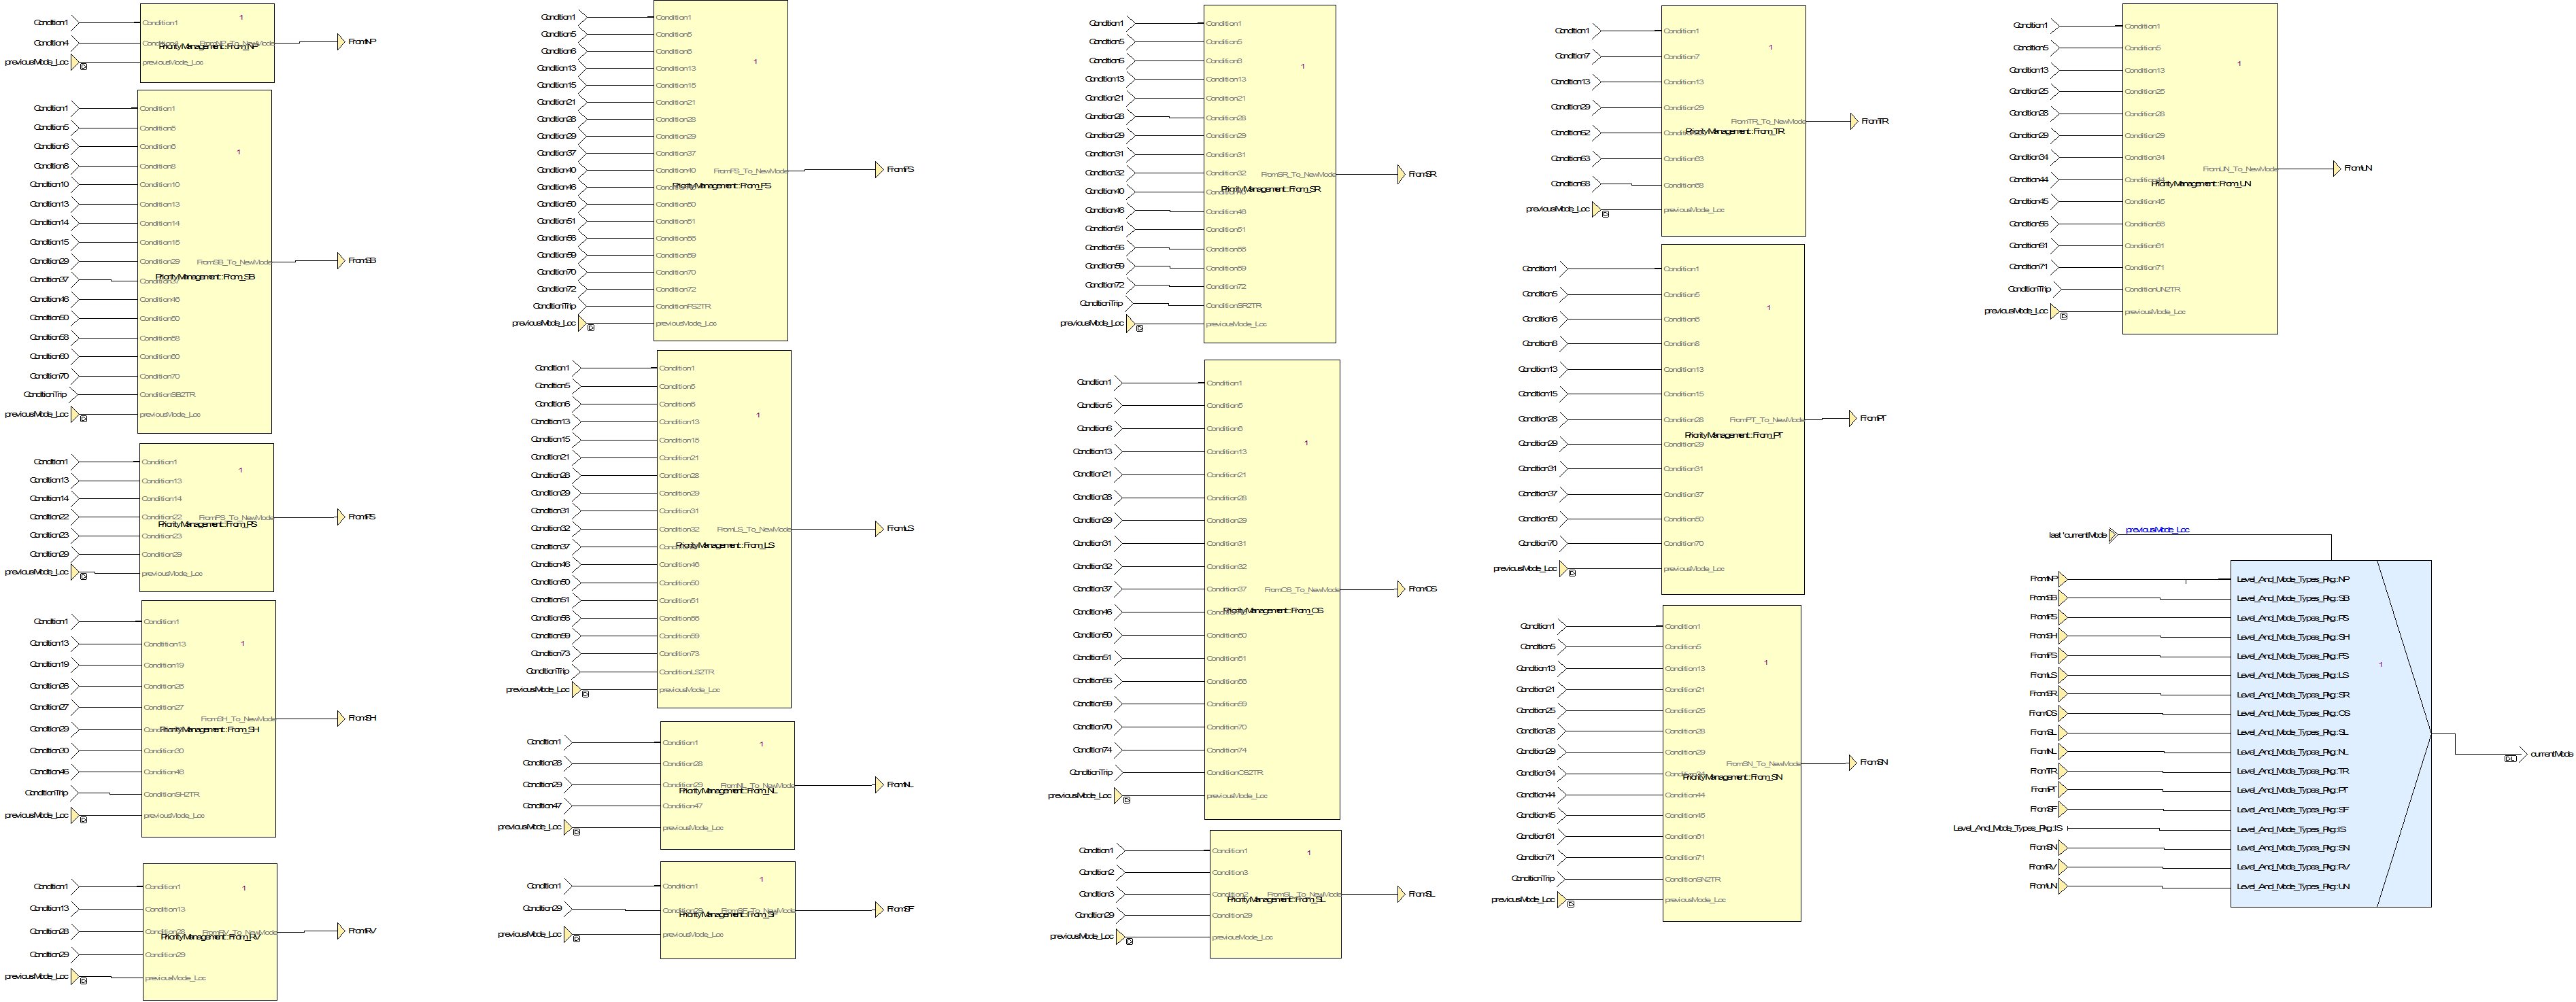 Condition1 Condition1 1
Condition4 Condition4 FromNP_To_NewMode FromNP
PriorityManagement::From_NP
previousMode_Loc previousMode_Loc
Condition1 Condition1
Condition5 Condition5
Condition6 Condition6 1
Condition8 Condition8
Condition10 Condition10
Condition13 Condition13
Condition14 Condition14
Condition15 Condition15
Condition29 Condition29 FromSB_To_NewMode FromSB
PriorityManagement::From_SB
Condition37 Condition37
Condition46 Condition46
Condition50 Condition50
Condition58 Condition58
Condition60 Condition60
Condition70 Condition70
ConditionTrip ConditionSB2TR
previousMode_Loc previousMode_Loc
Condition1 Condition1 1
Condition13 Condition13
Condition14 Condition14
Condition22 Condition22 FromPS_To_NewMode FromPS
PriorityManagement::From_PS
Condition23 Condition23
Condition29 Condition29
previousMode_Loc previousMode_Loc
Condition1 Condition1
Condition13 Condition13 1
Condition19 Condition19
Condition26 Condition26
Condition27 Condition27
FromSH_To_NewMode FromSH
Condition29 Condition29
PriorityManagement::From_SH
Condition30 Condition30
Condition46 Condition46
ConditionTrip ConditionSH2TR
previousMode_Loc previousMode_Loc
Condition1 Condition1 1
Condition13 Condition13
Condition28 Condition28 FromRV_To_NewMode FromRV
PriorityManagement::From_RV
Condition29 Condition29
previousMode_Loc previousMode_Loc
Condition1 Condition1
Condition5 Condition5
Condition6 Condition6
1
Condition13 Condition13
Condition15 Condition15
Condition21 Condition21
Condition28 Condition28
Condition29 Condition29
Condition37 Condition37
Condition40 Condition40 FromFS_To_NewMode FromFS
Condition46 Condition46
PriorityManagement::From_FS
Condition50 Condition50
Condition51 Condition51
Condition56 Condition56
Condition59 Condition59
Condition70 Condition70
Condition72 Condition72
ConditionTrip ConditionFS2TR
previousMode_Loc previousMode_Loc
Condition1 Condition1
Condition5 Condition5
Condition6 Condition6
1
Condition13 Condition13
Condition15 Condition15
Condition21 Condition21
Condition28 Condition28
Condition29 Condition29
Condition31 Condition31
Condition32 Condition32 FromLS_To_NewMode FromLS
Condition37 Condition37
PriorityManagement::From_LS
Condition46 Condition46
Condition50 Condition50
Condition51 Condition51
Condition56 Condition56
Condition59 Condition59
Condition73 Condition73
ConditionTrip ConditionLS2TR
previousMode_Loc previousMode_Loc
Condition1 Condition1 1
Condition28 Condition28
Condition29 Condition29 FromNL_To_NewMode FromNL
PriorityManagement::From_NL
Condition47 Condition47
previousMode_Loc previousMode_Loc
Condition1 Condition1 1
Condition29 Condition29 FromSF_To_NewMode FromSF
PriorityManagement::From_SF
previousMode_Loc previousMode_Loc
Condition1 Condition1
Condition5 Condition5
Condition6 Condition6 1
Condition13 Condition13
Condition21 Condition21
Condition28 Condition28
Condition29 Condition29
Condition31 Condition31
Condition32 Condition32 FromSR_To_NewMode FromSR
Condition40 Condition40
PriorityManagement::From_SR
Condition46 Condition46
Condition51 Condition51
Condition56 Condition56
Condition59 Condition59
Condition72 Condition72
ConditionTrip ConditionSR2TR
previousMode_Loc previousMode_Loc
Condition1 Condition1
Condition5 Condition5
Condition6 Condition6
1
Condition13 Condition13
Condition21 Condition21
Condition28 Condition28
Condition29 Condition29
Condition31 Condition31
Condition32 Condition32
Condition37 Condition37 FromOS_To_NewMode FromOS
Condition46 Condition46
PriorityManagement::From_OS
Condition50 Condition50
Condition51 Condition51
Condition56 Condition56
Condition59 Condition59
Condition70 Condition70
Condition74 Condition74
ConditionTrip ConditionOS2TR
previousMode_Loc previousMode_Loc
Condition1 Condition1 1
Condition2 Condition3
Condition3 Condition2 FromSL_To_NewMode FromSL
PriorityManagement::From_SL
Condition29 Condition29
previousMode_Loc previousMode_Loc
Condition1 Condition1
1
Condition7 Condition7
Condition13 Condition13
Condition29 Condition29
FromTR_To_NewMode FromTR
Condition62 Condition62
PriorityManagement::From_TR
Condition63 Condition63
Condition68 Condition68
previousMode_Loc previousMode_Loc
Condition1 Condition1
Condition5 Condition5
1
Condition6 Condition6
Condition8 Condition8
Condition13 Condition13
Condition15 Condition15
Condition28 Condition28 FromPT_To_NewMode FromPT
PriorityManagement::From_PT
Condition29 Condition29
Condition31 Condition31
Condition37 Condition37
Condition50 Condition50
Condition70 Condition70
previousMode_Loc previousMode_Loc
Condition1 Condition1
Condition5 Condition5
1
Condition13 Condition13
Condition21 Condition21
Condition25 Condition25
Condition28 Condition28
Condition29 Condition29
FromSN_To_NewMode FromSN
Condition34 Condition34
PriorityManagement::From_SN
Condition44 Condition44
Condition45 Condition45
Condition61 Condition61
Condition71 Condition71
ConditionTrip ConditionSN2TR
previousMode_Loc previousMode_Loc
Condition1 Condition1
Condition5 Condition5
1
Condition13 Condition13
Condition25 Condition25
Condition28 Condition28
Condition29 Condition29
Condition34 Condition34
FromUN_To_NewMode FromUN
Condition44 Condition44
PriorityManagement::From_UN
Condition45 Condition45
Condition56 Condition56
Condition61 Condition61
Condition71 Condition71
ConditionTrip ConditionUN2TR
previousMode_Loc previousMode_Loc
previousMode_Loc
last 'currentMode
FromNP Level_And_Mode_Types_Pkg::NP
FromSB Level_And_Mode_Types_Pkg::SB
FromPS Level_And_Mode_Types_Pkg::PS
FromSH Level_And_Mode_Types_Pkg::SH
FromFS Level_And_Mode_Types_Pkg::FS
1
FromLS Level_And_Mode_Types_Pkg::LS
FromSR Level_And_Mode_Types_Pkg::SR
FromOS Level_And_Mode_Types_Pkg::OS
FromSL Level_And_Mode_Types_Pkg::SL
FromNL Level_And_Mode_Types_Pkg::NL
currentMode
FromTR Level_And_Mode_Types_Pkg::TR
FromPT Level_And_Mode_Types_Pkg::PT
FromSF Level_And_Mode_Types_Pkg::SF
Level_And_Mode_Types_Pkg::IS Level_And_Mode_Types_Pkg::IS
FromSN Level_And_Mode_Types_Pkg::SN
FromRV Level_And_Mode_Types_Pkg::RV
FromUN Level_And_Mode_Types_Pkg::UN